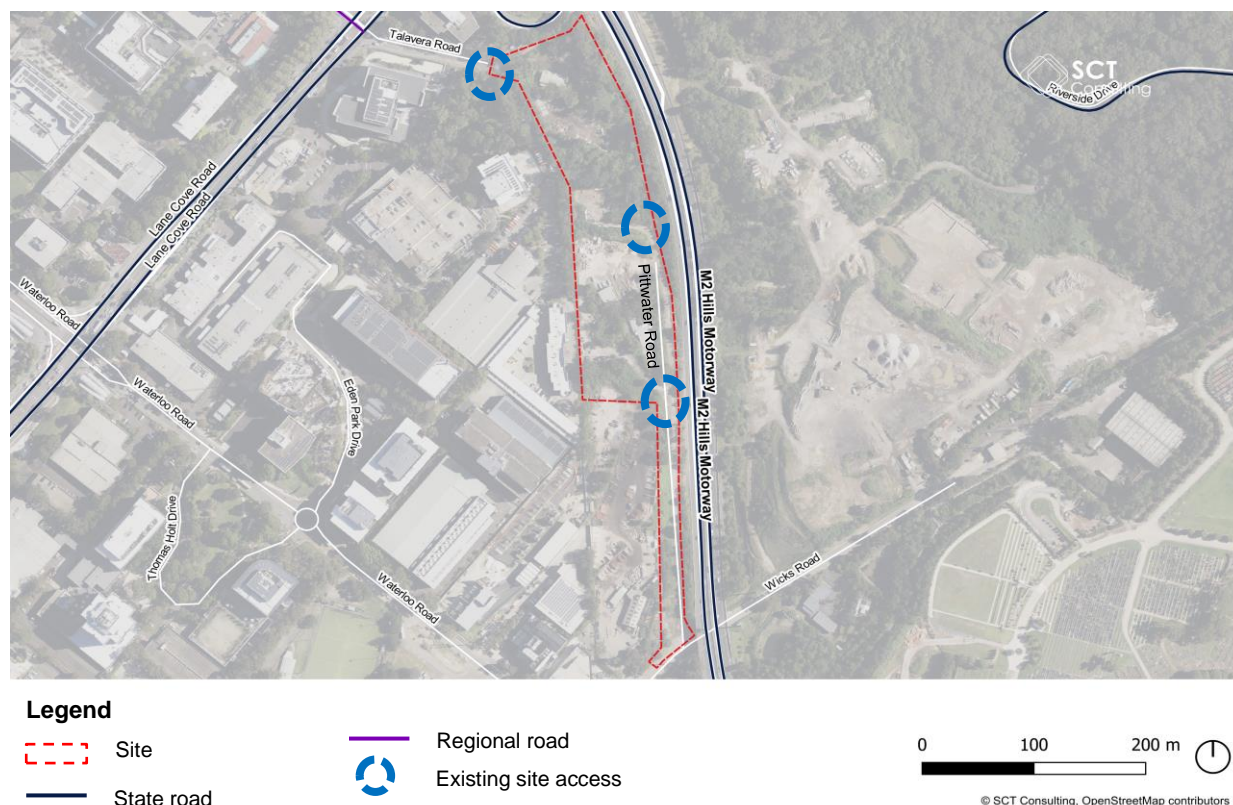 Talavera Road
SCT
Consulting
Riverside Drive
Lane Cove Road
Lane Cove Road
Waterloo Road
Pittwater Road
M2 Hills Motorway
M2 Hills Motorway
Waterloo Road
Eden Park Drive
Thomas Holt Drive
Waterloo Road
Wicks Road
Legend
Site
State road
Regional road
Existing site access
0 100 200 m
© SCT Consulting, OpenStreetMap contributors